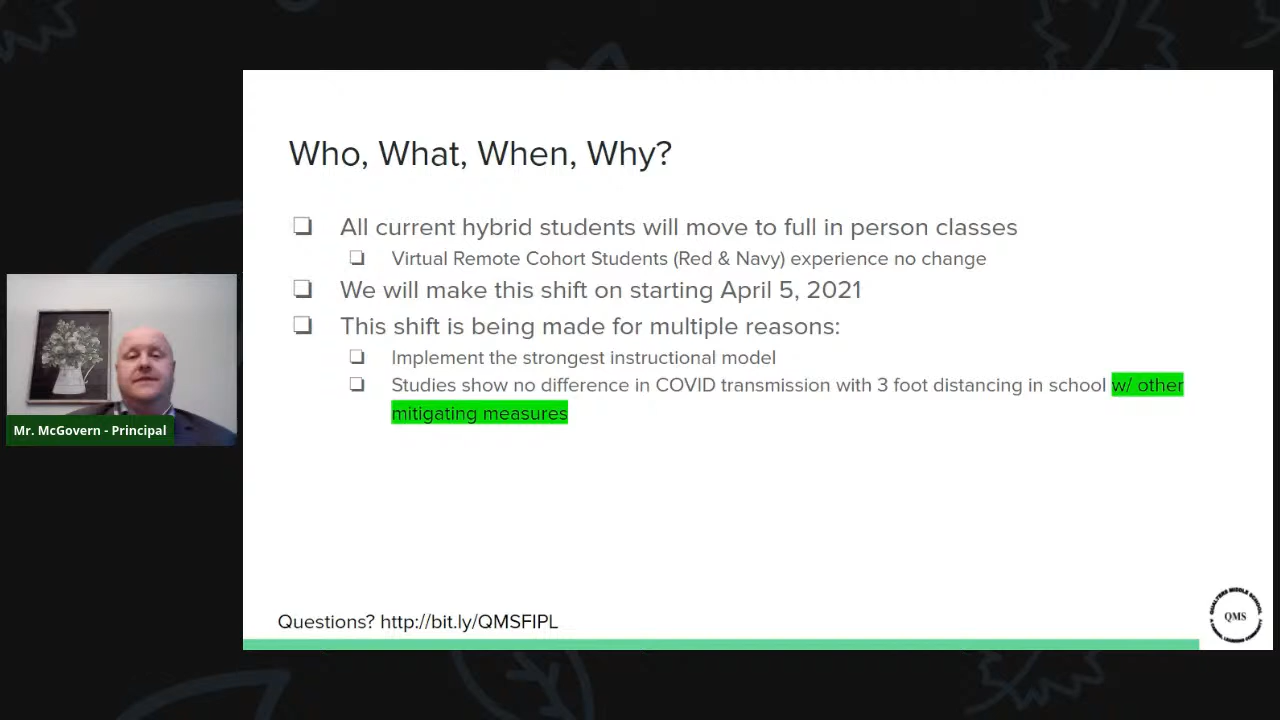 Who, What, When, Why?
All current hybrid students will move to full in person classes
Virtual Remote Cohort Students (Red & Navy) experience no change
We will make this shift on starting April 5, 2021
This shift is being made for multiple reasons:
Implement the strongest instructional model
Studies show no difference in COVID transmission with 3 foot distancing in school w/ other
mitigating measures
Mr. McGovern - Principal
Questions? http://bit.ly/QMSFIPL
QMS